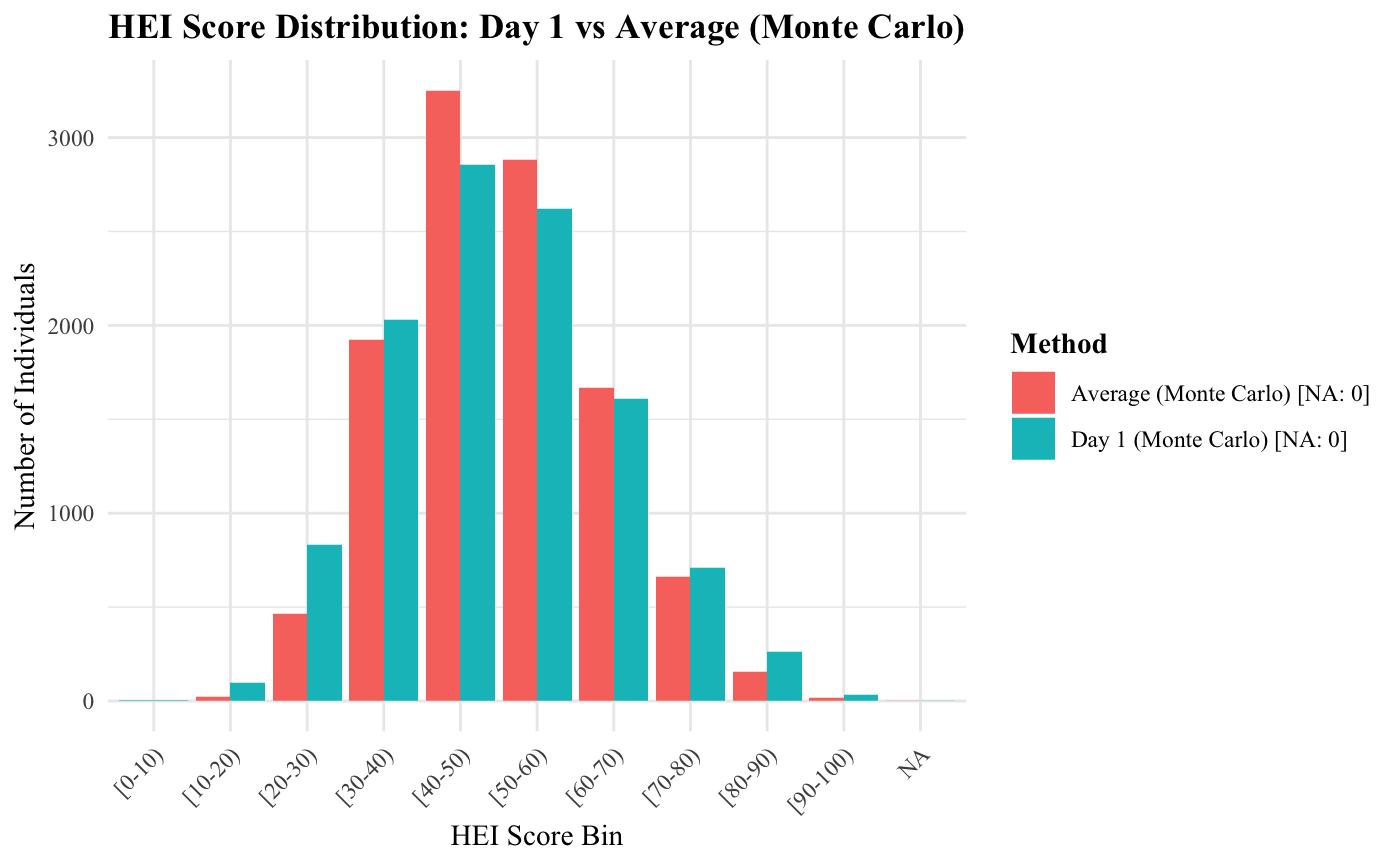 HEI Score Distribution: Day 1 vs Average (Monte Carlo)
Number of Individuals
3000
2000
1000
0
[0-10)
[10-20)
[20-30)
[30-40)
[40-50)
[50-60)
[60-70)
[70-80)
[80-90)
[90-100)
NA
HEI Score Bin
Method
Average (Monte Carlo) [NA: 0]
Day 1 (Monte Carlo) [NA: 0]